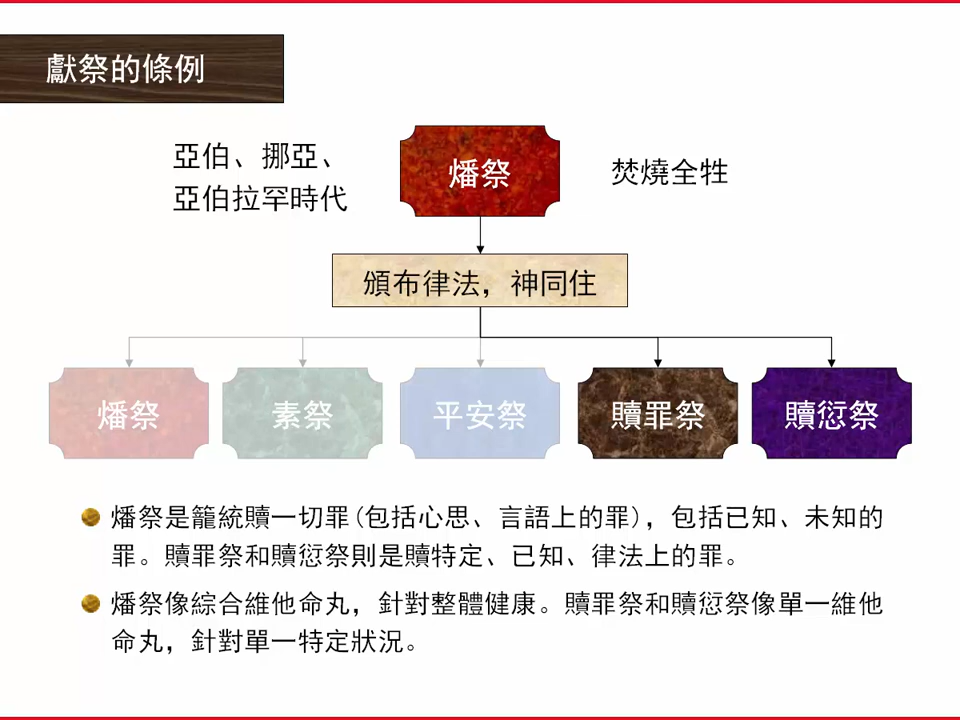 獻祭的條例
亞伯、挪亞、
亞伯拉罕時代
燔祭
焚燒全牲
頒布律法，神同住
燔祭
素祭
平安祭
贖罪祭
贖愆祭
燔祭是籠統贖一切罪(包括心思、言語上的罪)，包括已知、未知的
罪。贖罪祭和贖愆祭則是贖特定、已知、律法上的罪。
燔祭像綜合維他命丸，針對整體健康。贖罪祭和贖愆祭像單一維他
命丸，針對單一特定狀況。